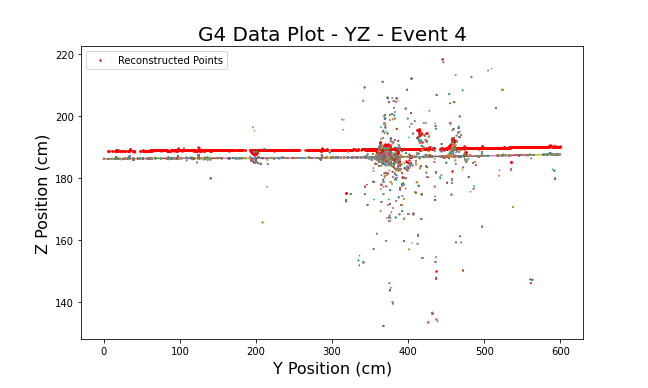 G4 Data Plot - YZ - Event 4
Reconstructed Points
220
200
180
160
140
Z Position (cm)
0 100 200 300 400 500 600
Y Position (cm)